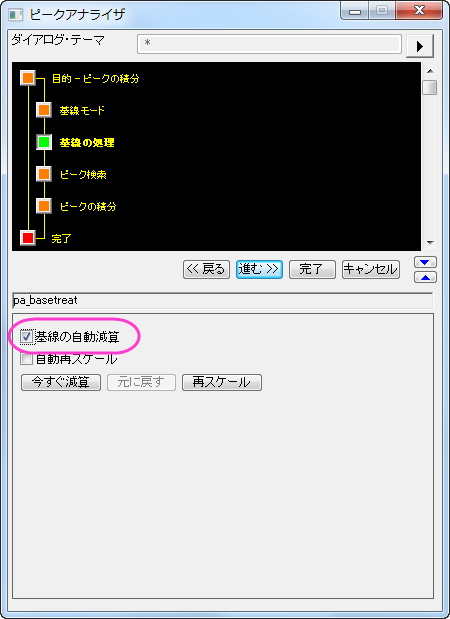 ピークアナライザ
ダイアログ・テーマ
*
目的 - ピークの積分
基線モード
基線の処理
ピーク検索
ピークの積分
完了
<< 戻る 進む >> 完了 キャンセル
pa_basetreat
基線の自動減算
自動再スケール
今すぐ減算 元に戻す 再スケール